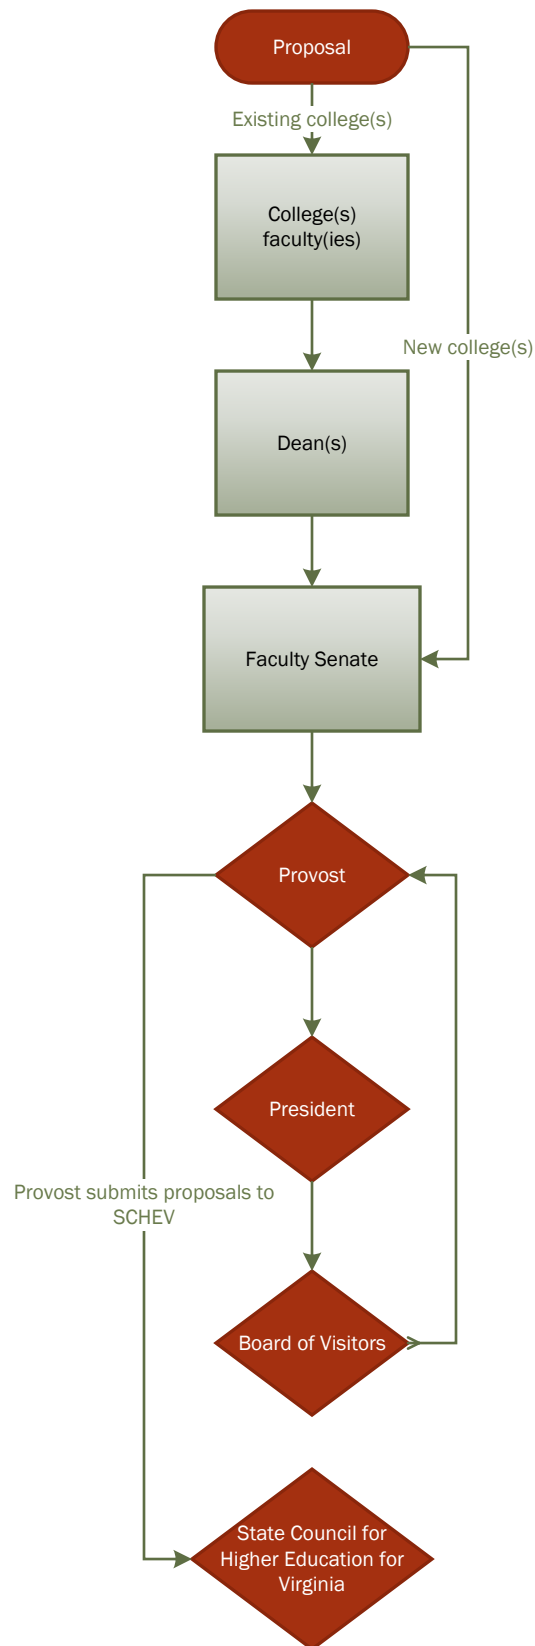 Proposal
Existing college(s)
College(s)
faculty(ies)
New college(s)
Dean(s)
Faculty Senate
Provost
President
Provost submits proposals to
SCHEV
Board of Visitors
State Council for
Higher Education for
Virginia